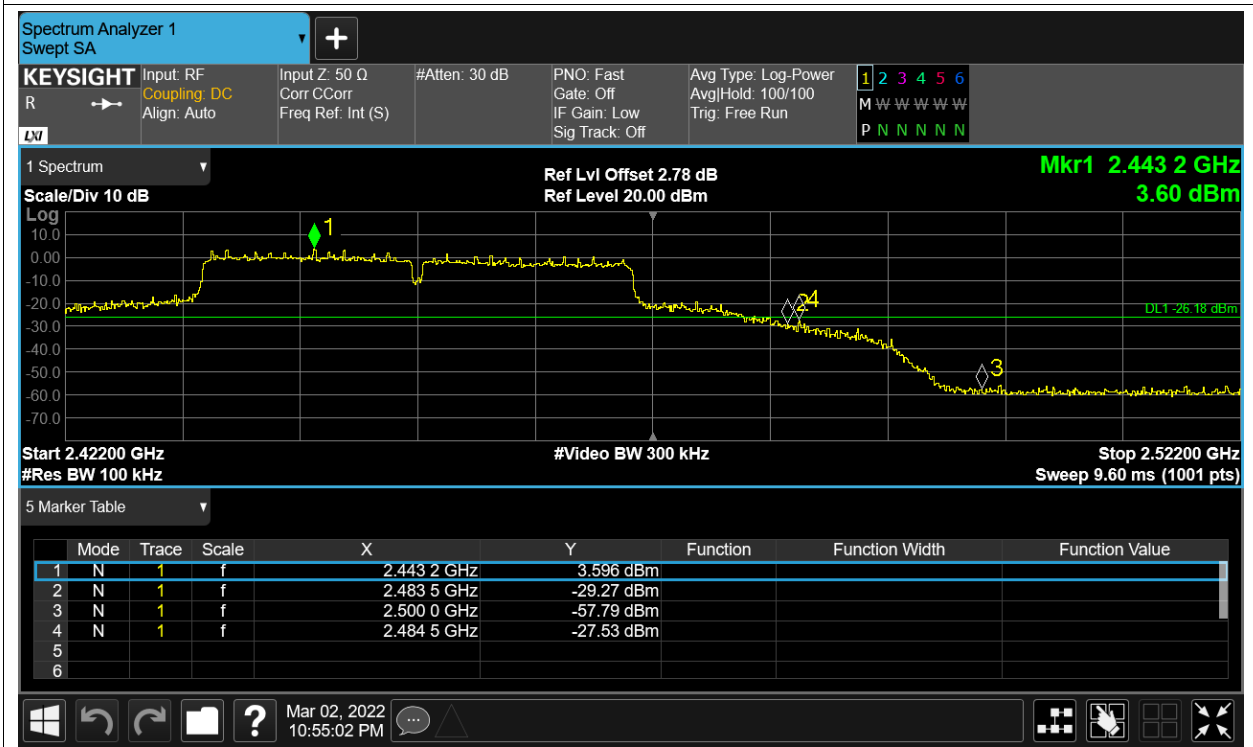 Spectrum Analyzer 1
Swept SA
KEYSIGHT
R
LXI
Input: RF
Coupling: DC
Align: Auto
Input Z: 50 Ω
Corr CCorr
Freq Ref: Int (S)
#Atten: 30 dB
PNO: Fast
Gate: Off
IF Gain: Low
Sig Track: Off
Avg Type: Log-Power
Avg|Hold: 100/100
Trig: Free Run
1 2 3 4 5 6
M W W W W W
P N N N N N
1 Spectrum
Scale/Div 10 dB
Ref Lvl Offset 2.78 dB
Ref Level 20.00 dBm
Mkr1 2.443 2 GHz
3.60 dBm
Log
10.0
0.00
-10.0
-20.0
-30.0
-40.0
-50.0
-60.0
-70.0
1
2
4
3
DL1 -26.18 dBm
Start 2.42200 GHz
#Video BW 300 kHz
Stop 2.52200 GHz
#Res BW 100 kHz
Sweep 9.60 ms (1001 pts)
5 Marker Table
Mode Trace Scale X Y Function Function Width Function Value
1 N 1 f 2.443 2 GHz 3.596 dBm
2 N 1 f 2.483 5 GHz -29.27 dBm
3 N 1 f 2.500 0 GHz -57.79 dBm
4 N 1 f 2.484 5 GHz -27.53 dBm
5
6
?
Mar 02, 2022
10:55:02 PM